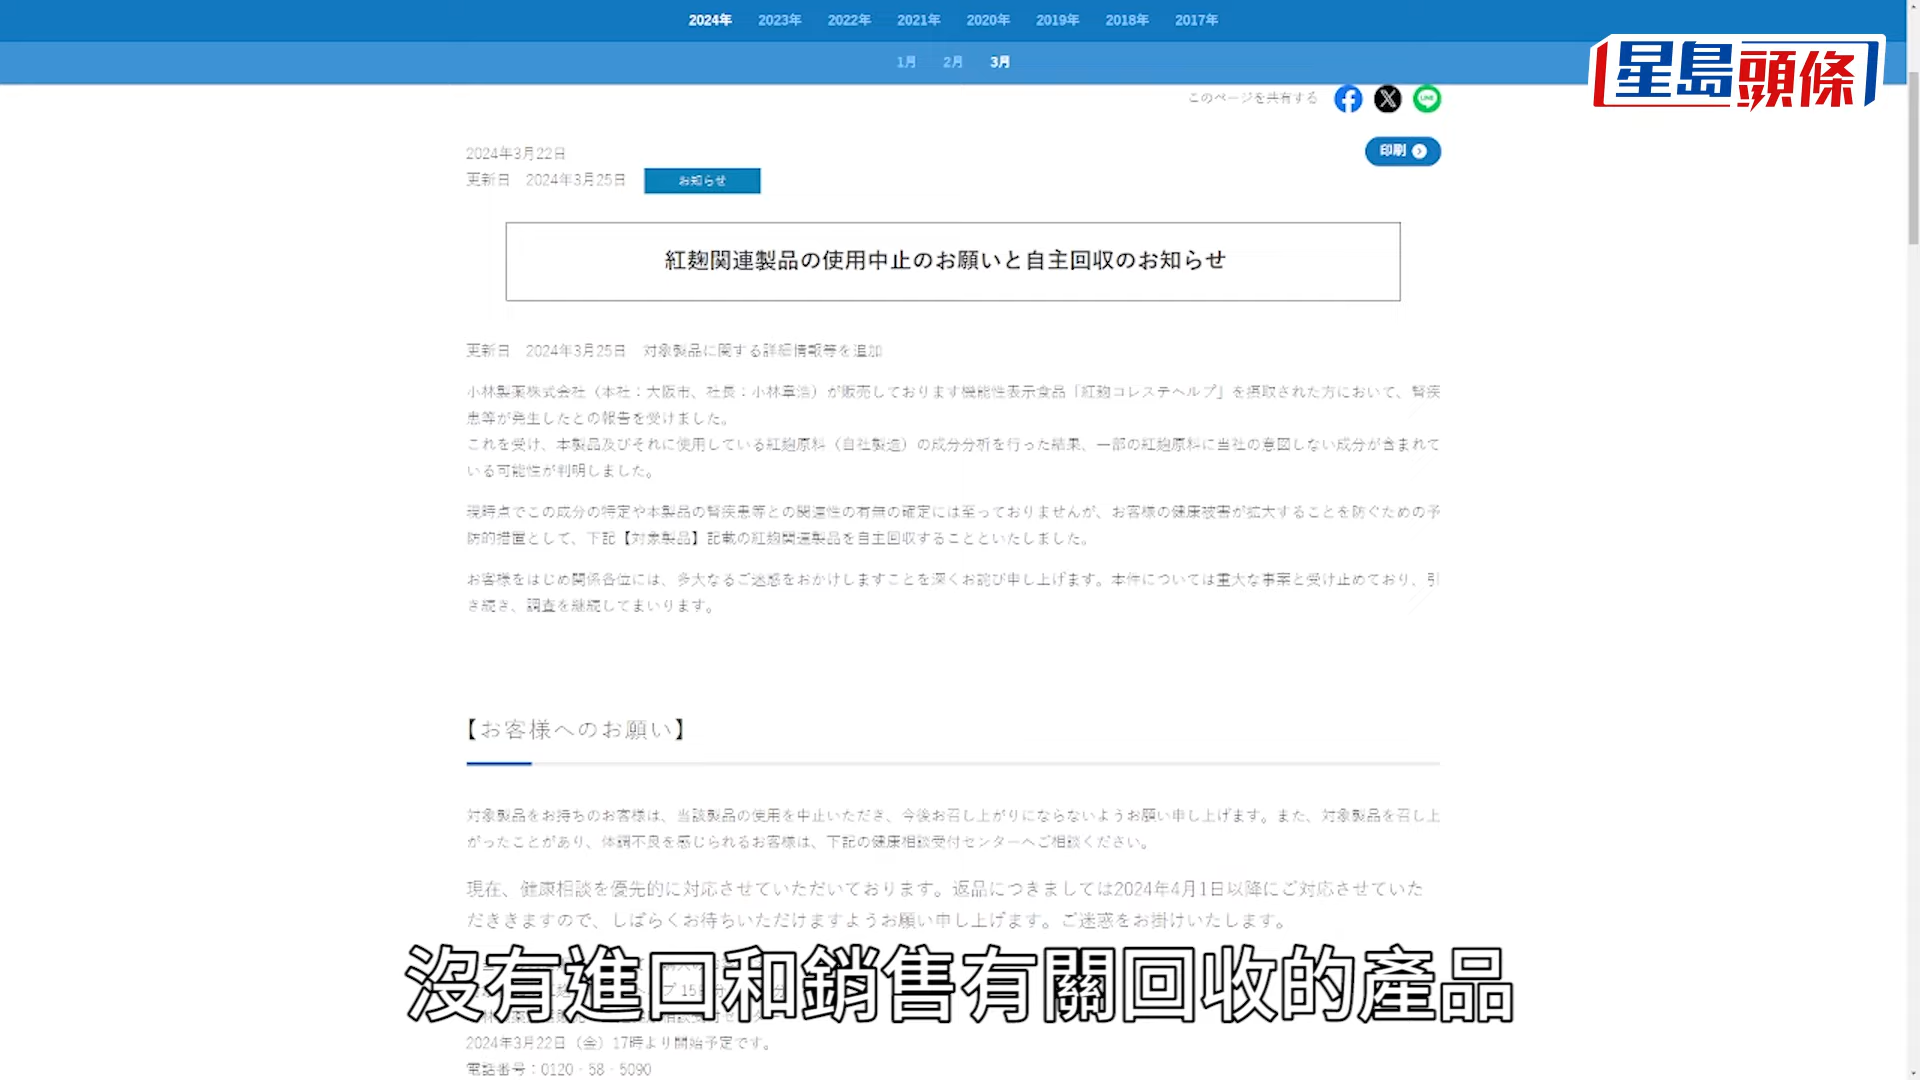 2024年 2023年 2022年 2021年 2020年 2019年 2018年 2017年
1月 2月 3月
星島頭條
このページを共有する
印刷
2024年3月22日
更新日 2024年3月25日 お知らせ
紅麹関連製品の使用中止のお願いと自主回収のお知らせ
更新日 2024年3月25日 対象製品に関する詳細情報等を追加
小林製薬株式会社（本社：大阪市、社長：小林章浩）が販売しております機能性表示食品「紅麹コレステヘルプ」を摂取された方において、腎疾
患等が発生したとの報告を受けました。
これを受け、本製品及びそれに使用している紅麹原料（自社製造）の成分分析を行った結果、一部の紅麹原料に当社の意図しない成分が含まれて
いる可能性が判明しました。
現時点でこの成分の特定や本製品の腎疾患等との関連性の有無の確定には至っておりませんが、お客様の健康被害が拡大することを防ぐための予
防的措置として、下記【対象製品】記載の紅麹関連製品を自主回収することといたしました。
お客様をはじめ関係各位には、多大なるご迷惑をおかけしますことを深くお詫び申し上げます。本件については重大な事案と受け止めており、引
き続き、調査を継続してまいります。
【お客様へのお願い】
対象製品をお持ちのお客様は、当該製品の使用を中止いただき、今後お召し上がりにならないようお願い申し上げます。また、対象製品を召し上
がったことがあり、体調不良を感じられるお客様は、下記の健康相談受付センターへご相談ください。
現在、健康相談を優先的に対応させていただいております。返品につきましては2024年4月1日以降にご対応させていた
だききますので、しばらくお待ちいただけますようお願い申し上げます。ご迷惑をお掛けいたします。
沒有進口和銷售有關回收的產品
2024年3月22日（金）17時より開始予定です。
電話番号：0120‐58‐5090